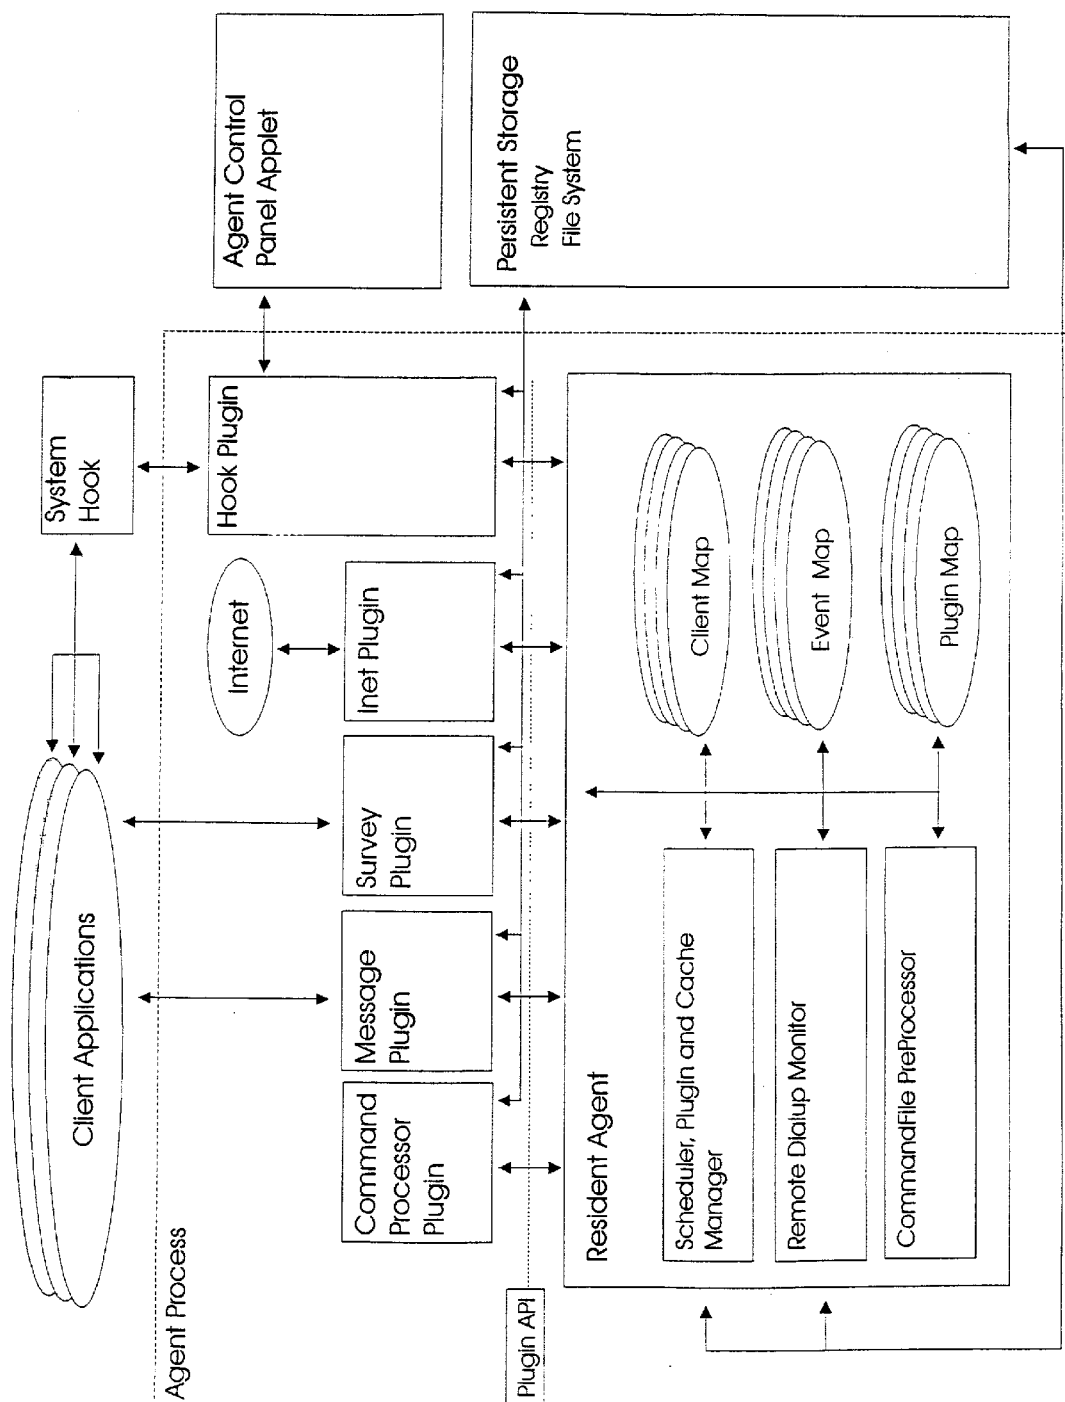 Client Applications
System
Hook
Agent Process
Internet
Agent Control
Panel Applet
Command
Processor
Plugin
Message
Plugin
Survey
Plugin
Inet Plugin
Hook Plugin
Persistent Storage
Registry
File System
Plugin API
Resident Agent
Scheduler, Plugin and Cache
Manager
Client Map
Remote Dialup Monitor
Event Map
CommandFile PreProcessor
Plugin Map